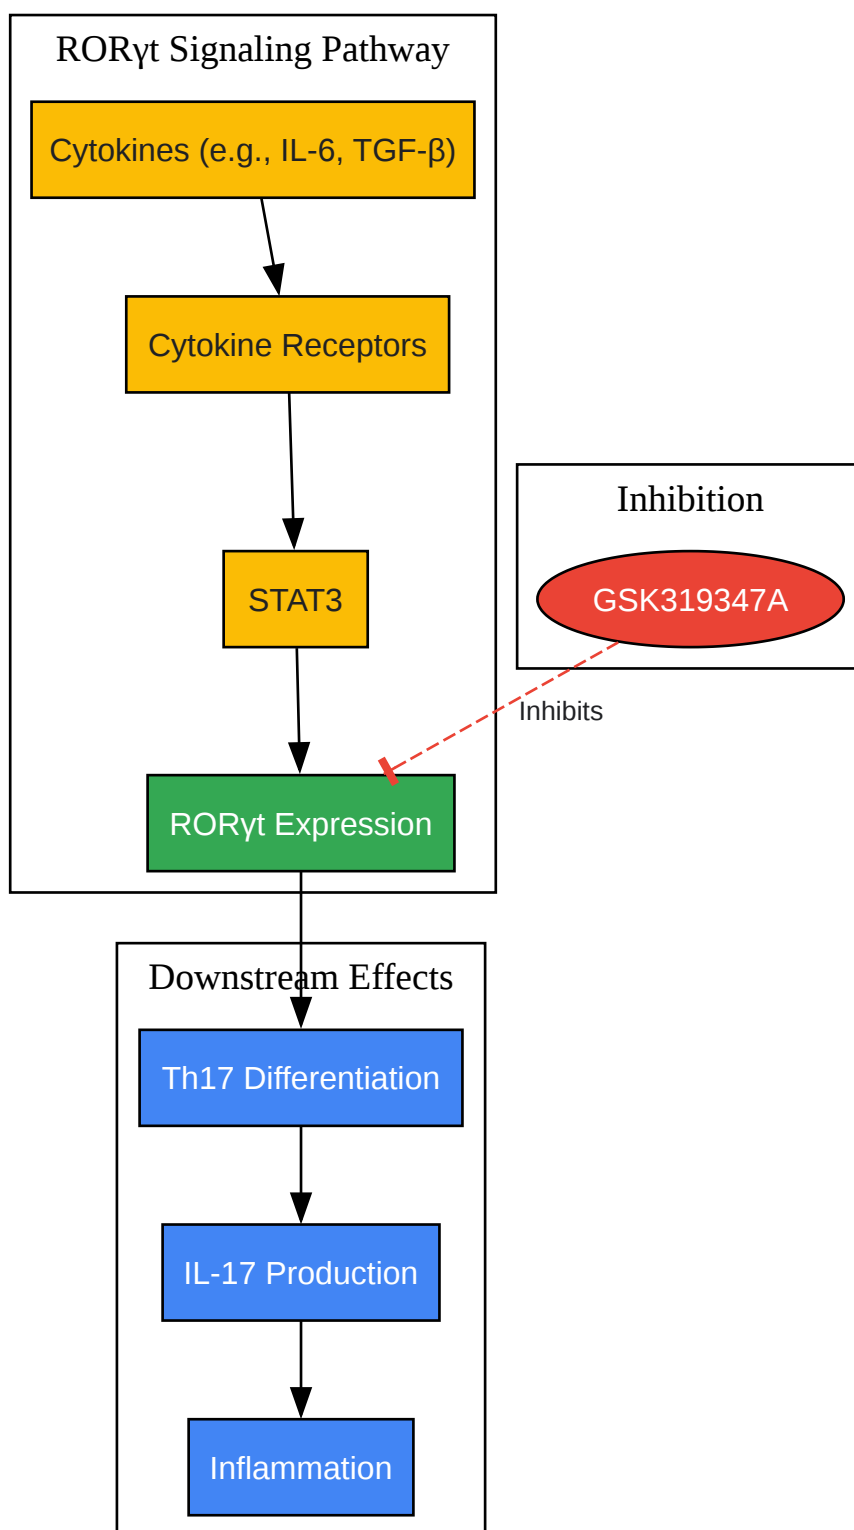 RORγt Signaling Pathway
Cytokines (e.g., IL-6, TGF-β)
Cytokine Receptors
STAT3
Inhibition
GSK319347A
Inhibits
RORγt Expression
Downstream Effects
Th17 Differentiation
IL-17 Production
Inflammation